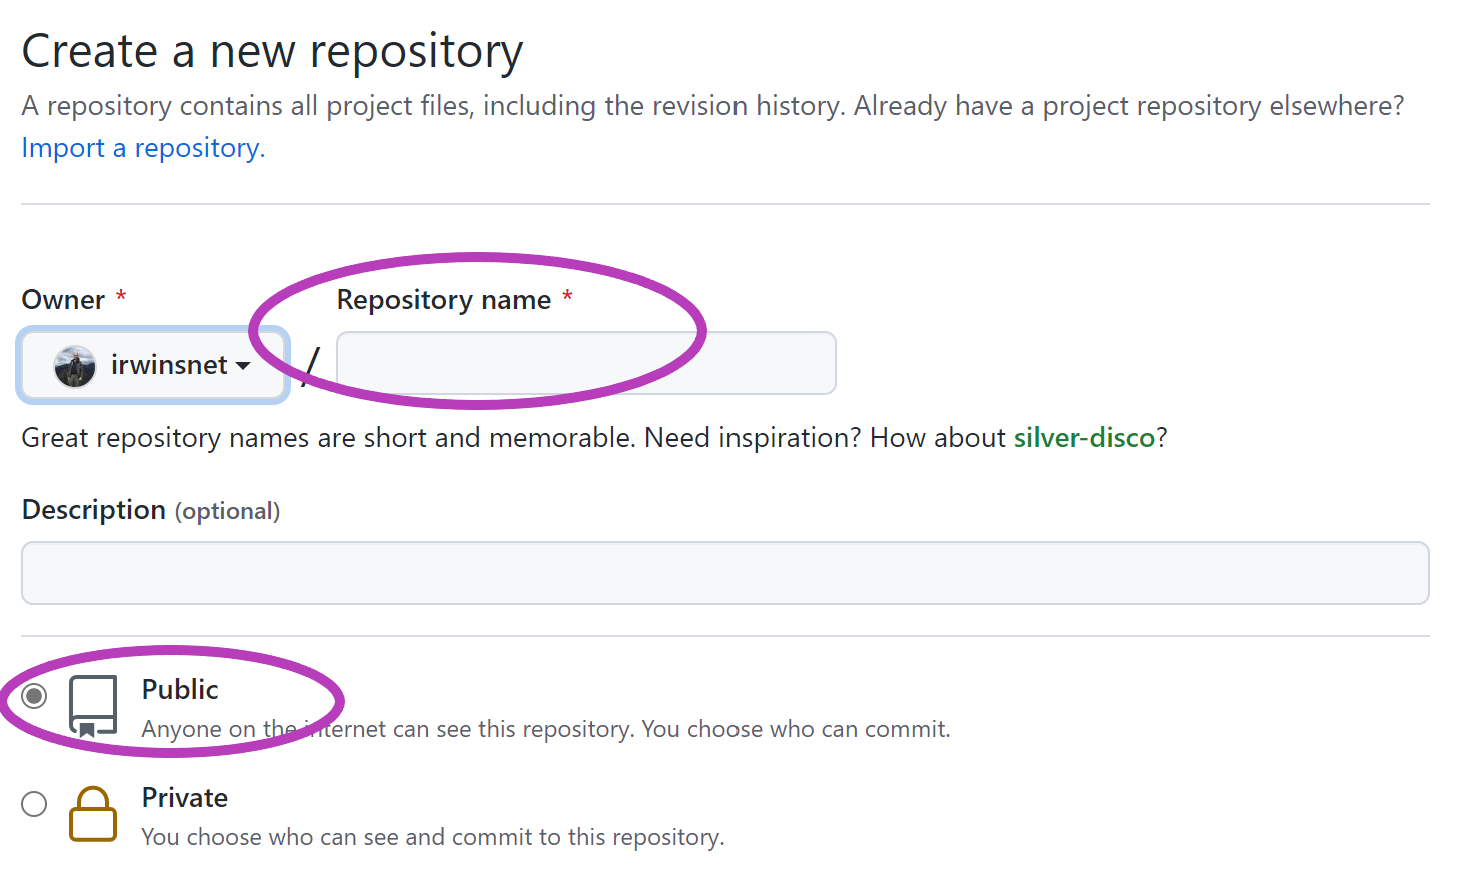 Create a new repository
A repository contains all project files, including the revision history. Already have a project repository elsewhere?
Import a repository.
Owner *
Repository name *
irwinsnet
/
Great repository names are short and memorable. Need inspiration? How about silver-disco?
Description (optional)
Public
Anyone on the internet can see this repository. You choose who can commit.
Private
You choose who can see and commit to this repository.